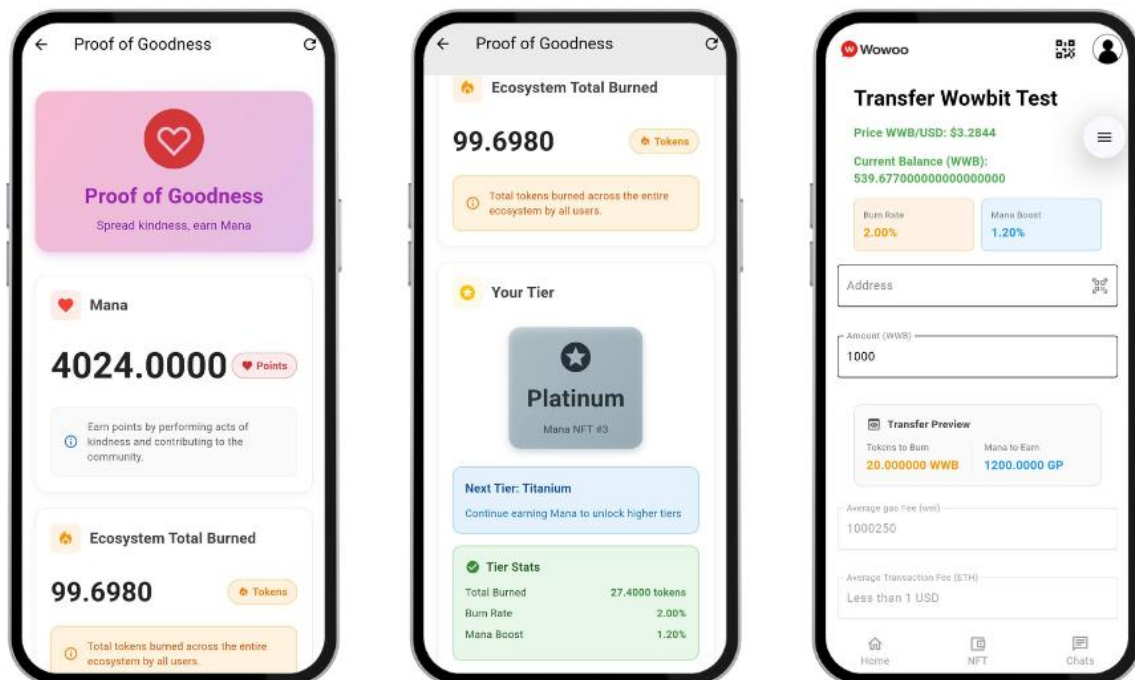 Proof of Goodness
Proof of Goodness
Spread kindness, earn Mana
Mana
4024.0000
Points
Earn points by performing acts of
kindness and contributing to the
community.
Ecosystem Total Burned
99.6980
Tokens
Total tokens burned across the entire
ecosystem by all users.
Proof of Goodness
Ecosystem Total Burned
99.6980
Tokens
Total tokens burned across the entire
ecosystem by all users.
Your Tier
Platinum
Mana NFT #3
Next Tier: Titanium
Continue earning Mana to unlock higher tiers
Tier Stats
Total Burned 27.4000 tokens
Burn Rate 2.00%
Mana Boost 1.20%
Wowoo
Transfer Wowbit Test
Price WWB/USD: $3.2844
Current Balance (WWB):
539.677000000000000000
Burn Rate Mana Boost
2.00% 1.20%
Address
Amount (WWB)
1000
Transfer Preview
Tokens to Burn Mana to Earn
20.000000 WWB 1200.0000 GP
Average gas Fee (wei)
1000250
Average Transaction Fee (ETH)
Less than 1 USD
Home NFT Chats